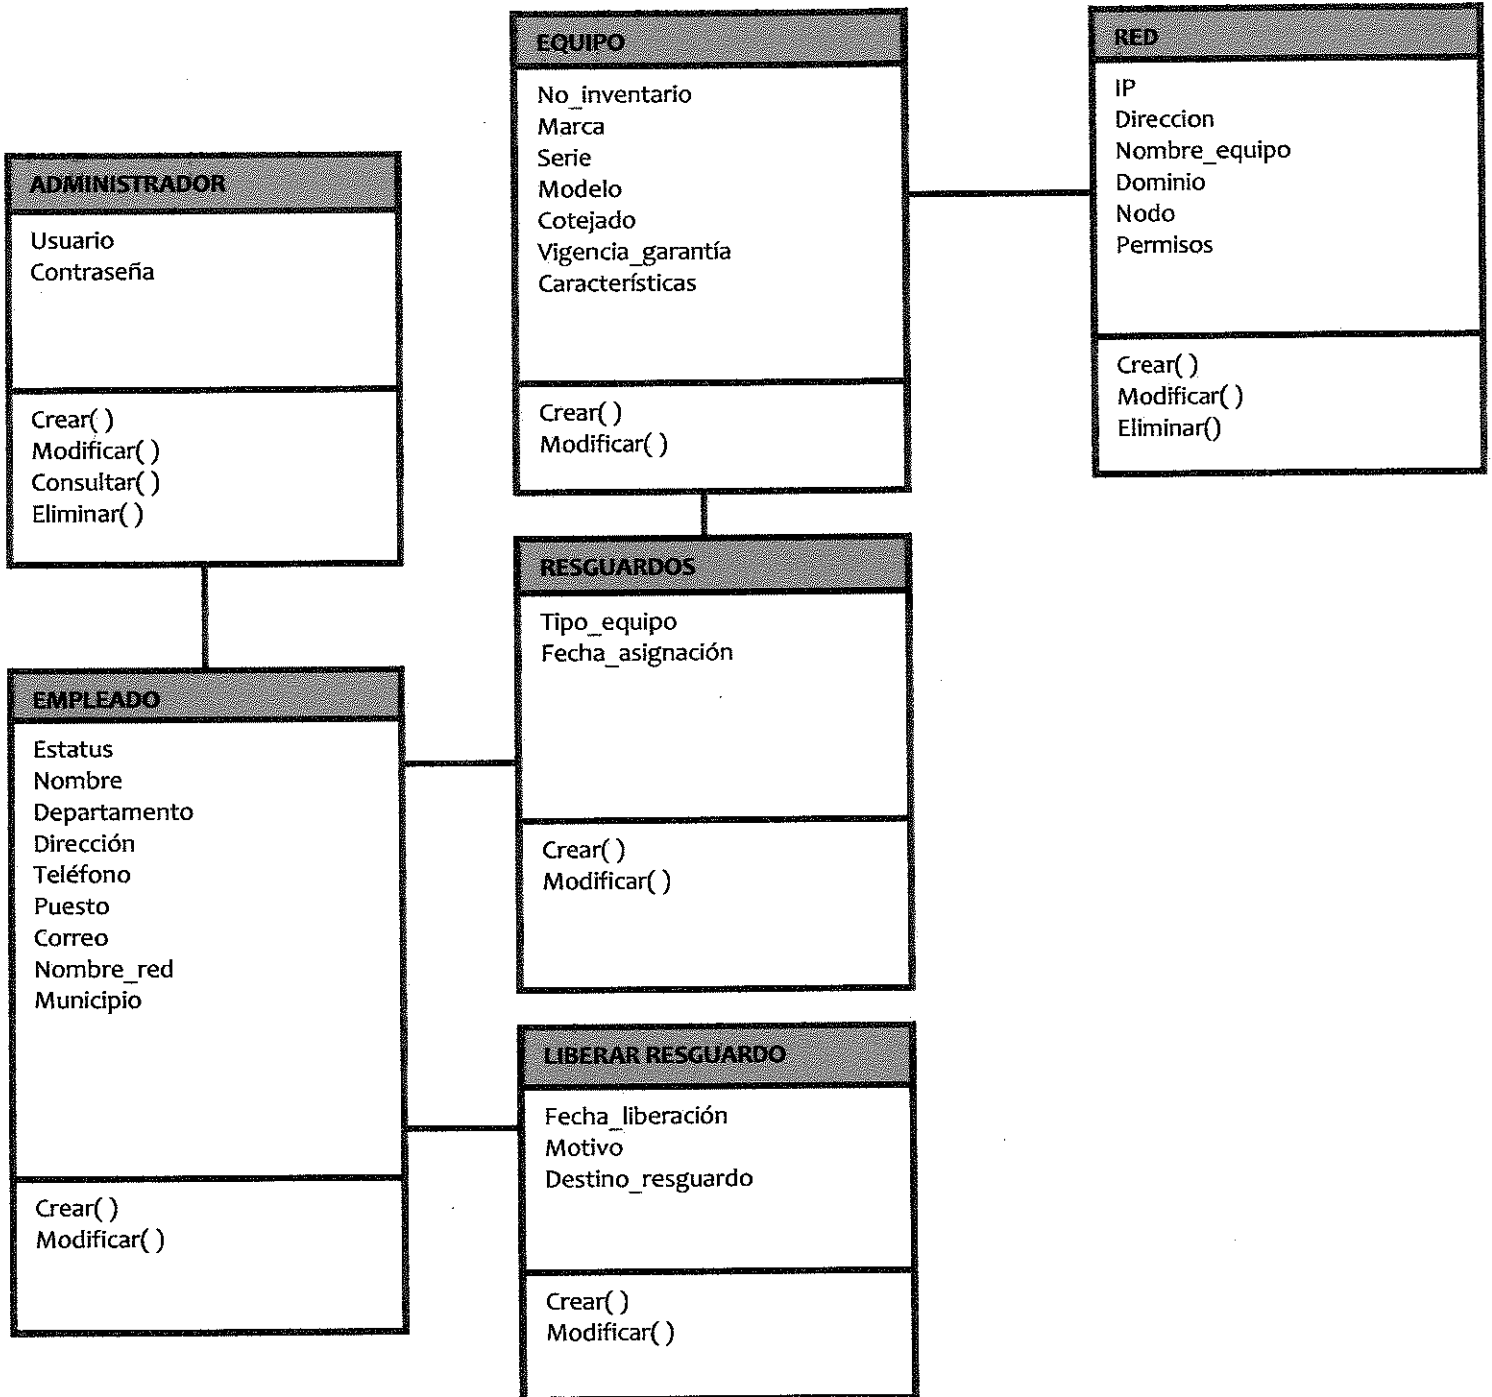 ADMINISTRADOR
Usuario
Contraseña
Crear( )
Modificar( )
Consultar( )
Eliminar( )
EMPLEADO
Estatus
Nombre
Departamento
Dirección
Teléfono
Puesto
Correo
Nombre_red
Municipio
Crear( )
Modificar( )
EQUIPO
No_inventario
Marca
Serie
Modelo
Cotejado
Vigencia_garantía
Características
Crear( )
Modificar( )
RESGUARDOS
Tipo_equipo
Fecha_asignación
Crear( )
Modificar( )
LIBERAR RESGUARDO
Fecha_liberación
Motivo
Destino_resguardo
Crear( )
Modificar( )
RED
IP
Direccion
Nombre_equipo
Dominio
Nodo
Permisos
Crear( )
Modificar( )
Eliminar()